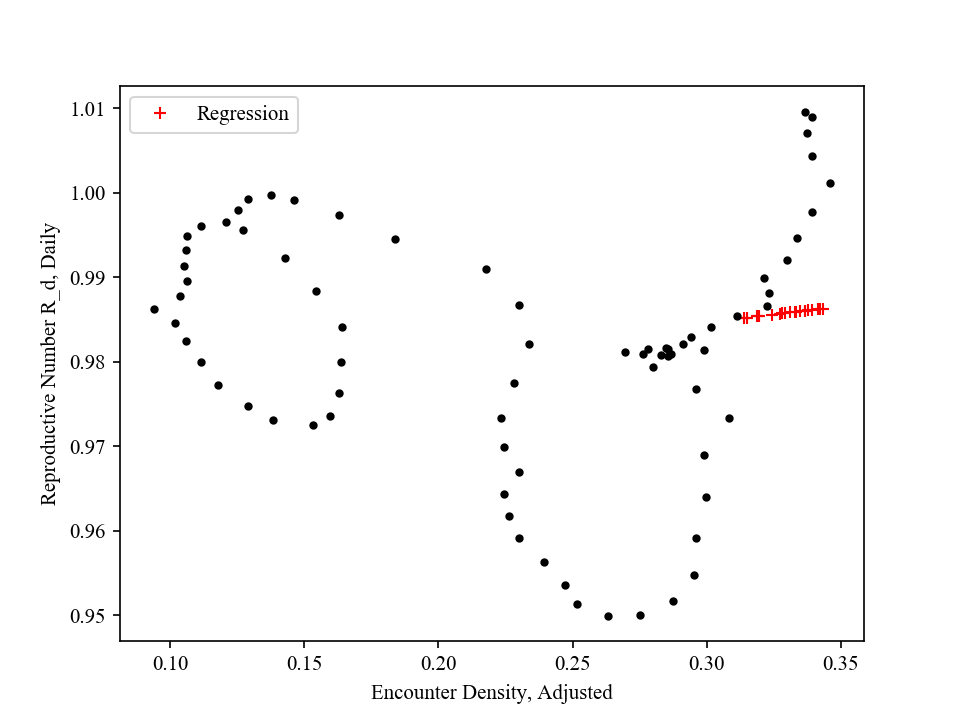 Regression
1.01
1.00
0.99
0.98
0.97
0.96
0.95
Reproductive Number R_d, Daily
0.10 0.15 0.20 0.25 0.30 0.35
Encounter Density, Adjusted